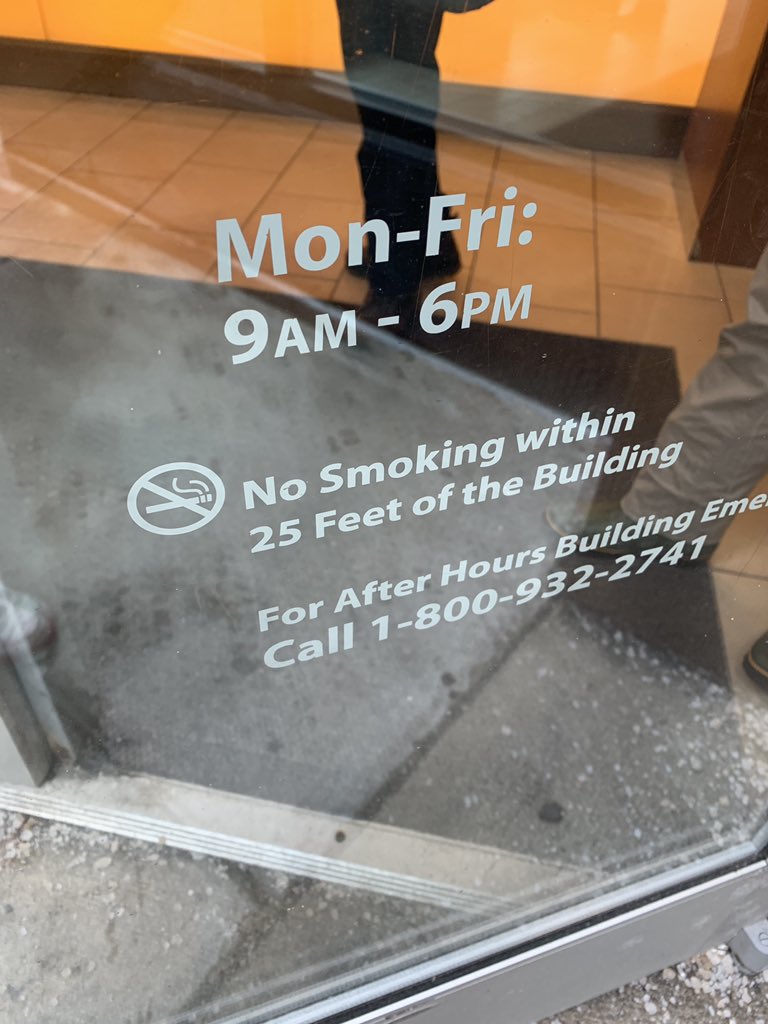 Mon-Fri:
9AM - 6PM
No Smoking within
25 Feet of the Building
For After Hours Building
Call 1-800-932-2741